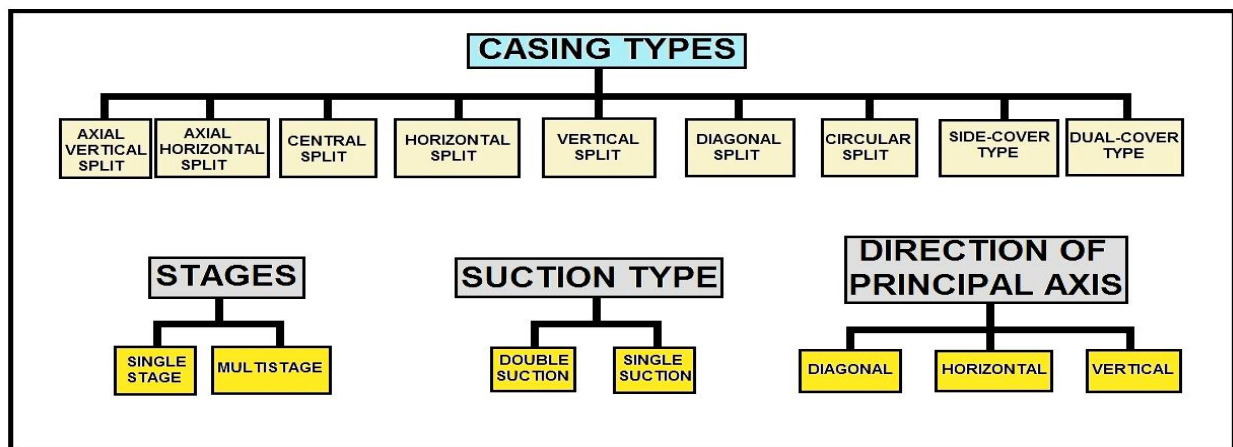 CASING TYPES
AXIAL
VERTICAL
SPLIT
AXIAL
HORIZONTAL
SPLIT
CENTRAL
SPLIT
HORIZONTAL
SPLIT
VERTICAL
SPLIT
DIAGONAL
SPLIT
CIRCULAR
SPLIT
SIDE-COVER
TYPE
DUAL-COVER
TYPE
STAGES
SINGLE
STAGE
MULTISTAGE
SUCTION TYPE
DOUBLE
SUCTION
SINGLE
SUCTION
DIRECTION OF
PRINCIPAL AXIS
DIAGONAL
HORIZONTAL
VERTICAL